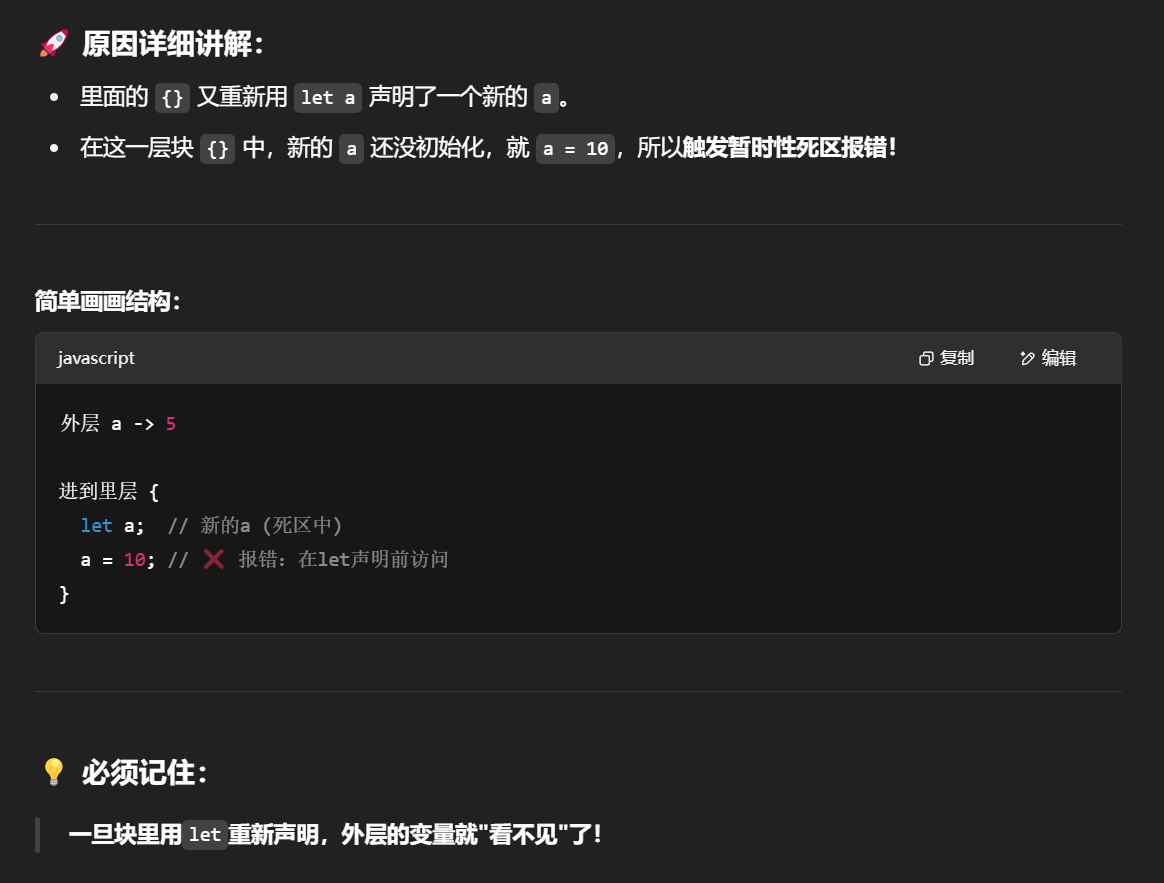 🚀 原因详细讲解：
• 里面的 {} 又重新用 let a 声明了一个新的 a 。
• 在这一层块 {} 中，新的 a 还没初始化，就 a = 10 ，所以触发暂时性死区报错！
简单画画结构：
javascript 复制 编辑
外层 a -> 5
进到里层 {
  let a;  // 新的a (死区中)
  a = 10; // ❌ 报错：在let声明前访问
}
💡 必须记住：
一旦块里用 let 重新声明，外层的变量就"看不见"了！